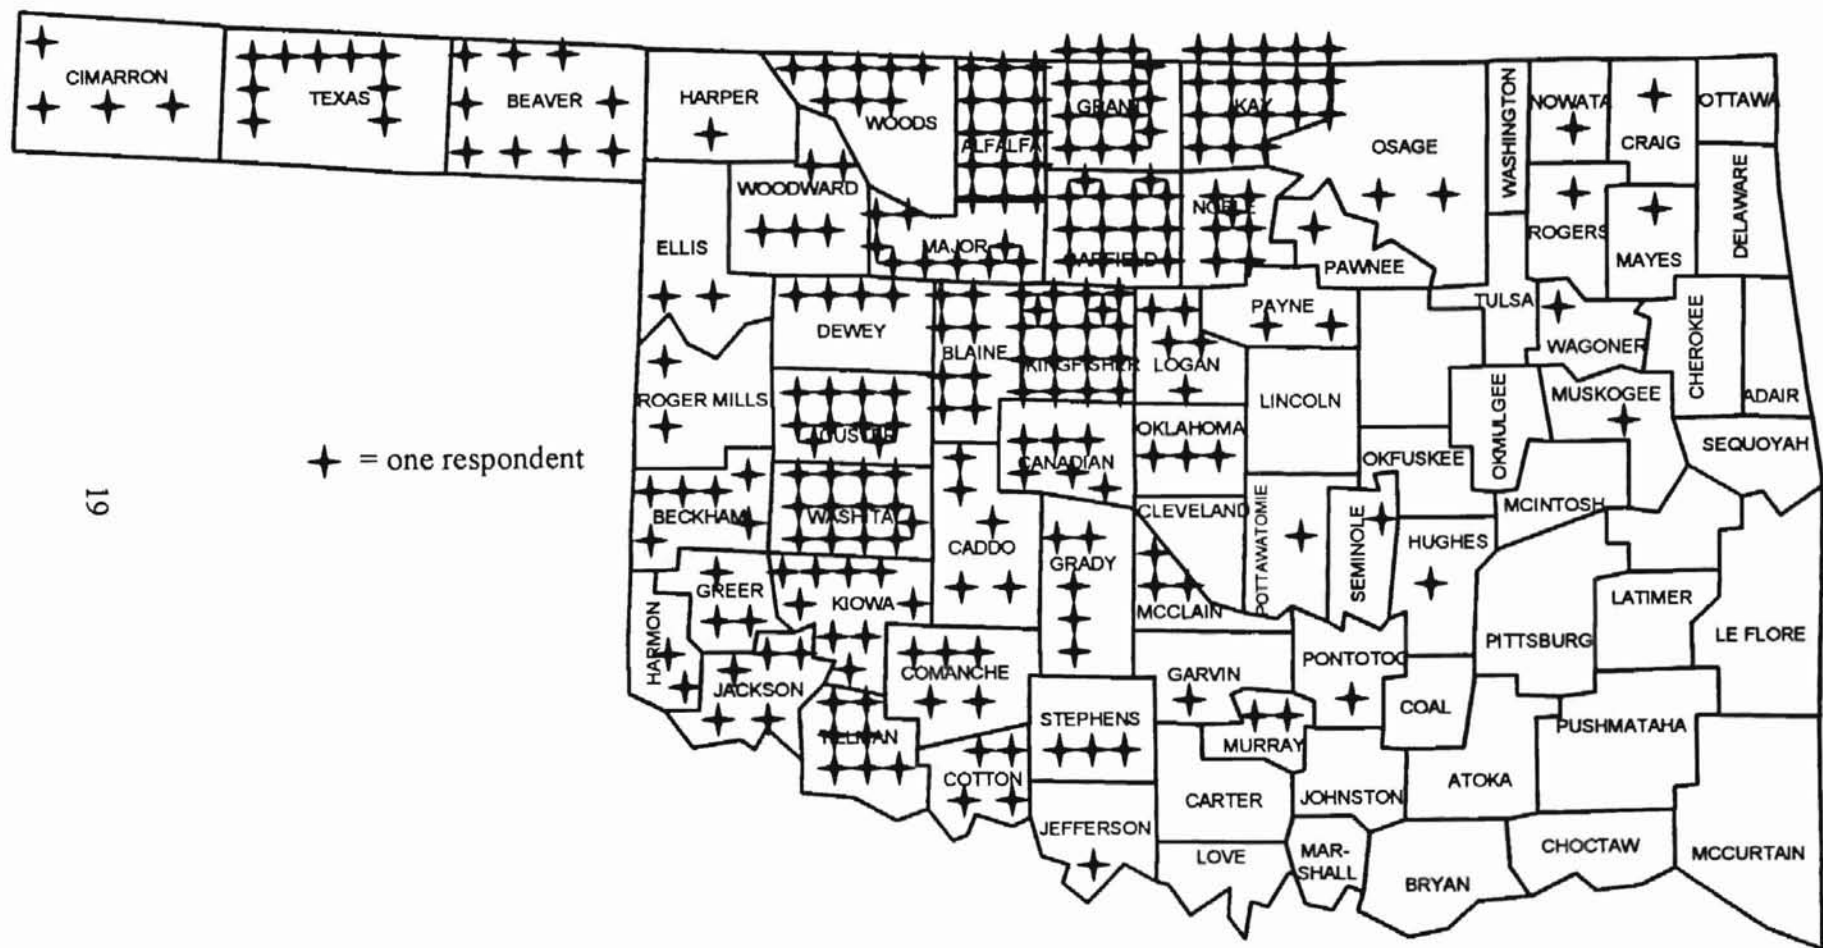 CIMARRON
TEXAS
BEAVER
HARPER
WOODS
ALFALFA
GRANT
KAY
OSAGE
WASHINGTON
NOWATA
CRAIG
OTTAWA
WOODWARD
ELLIS
MAJOR
GARFIELD
NOBLE
PAWNEE
ROGERS
MAYES
DELAWARE
DEWEY
BLAINE
KINGFISHER
LOGAN
PAYNE
TULSA
WAGONER
CHEROKEE
ADAIR
ROGER MILLS
CUSTER
OKLAHOMA
LINCOLN
OKMULGEE
MUSKOGEE
SEQUOYAH
= one respondent
19
BECKHAM
WASHITA
CANADIAN
CADDO
GRADY
CLEVELAND
POTTAWATOMIE
SEMINOLE
OKFUSKEE
HUGHES
MCINTOSH
HARMON
GREER
KIOWA
MCCLAIN
PITTSBURG
LATIMER
LE FLORE
JACKSON
COMANCHE
GARVIN
PONTOTOC
COAL
TILLMAN
COTTON
STEPHENS
MURRAY
ATOKA
PUSHMATAHA
JEFFERSON
CARTER
JOHNSTON
LOVE
MAR-
SHALL
BRYAN
CHOCTAW
MCCURTAIN